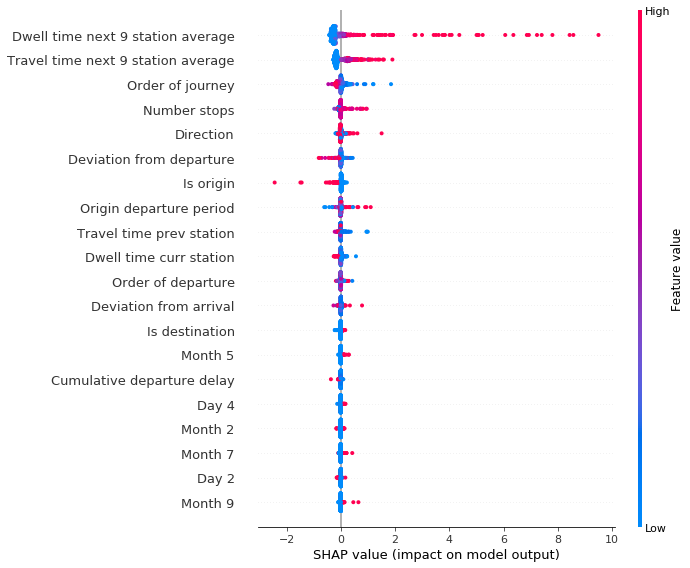 High
Dwell time next 9 station average
Travel time next 9 station average
Order of journey
Number stops
Direction
Deviation from departure
Is origin
Origin departure period
Travel time prev station
Dwell time curr station
Order of departure
Deviation from arrival
Is destination
Month 5
Cumulative departure delay
Day 4
Month 2
Month 7
Day 2
Month 9
Feature value
Low
−2 0 2 4 6 8 10
SHAP value (impact on model output)